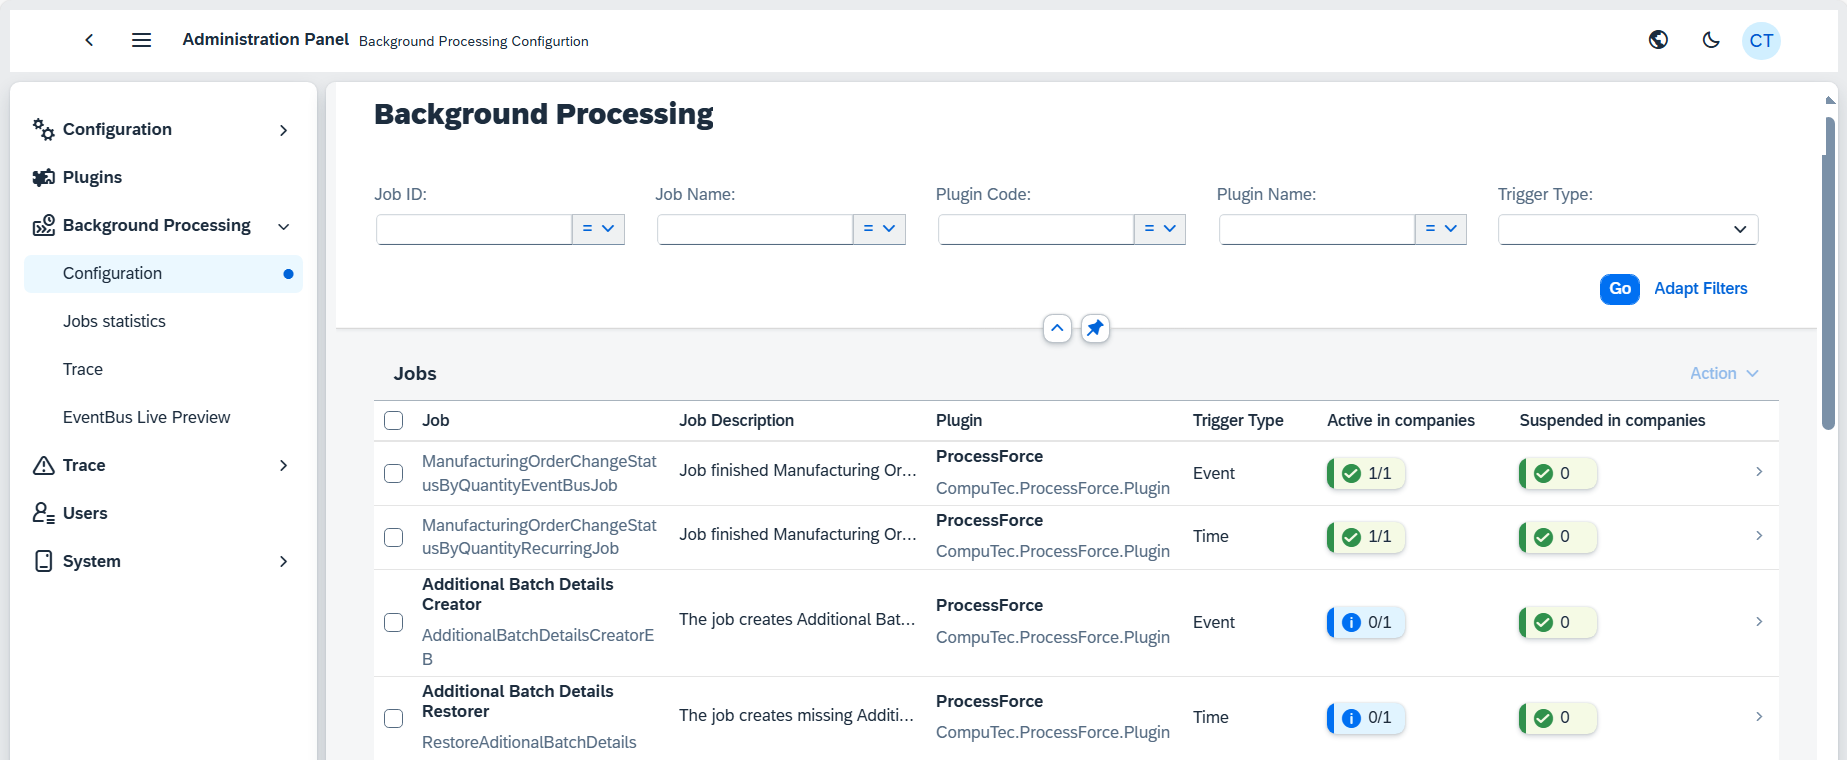 Administration Panel Background Processing Configurtion
CT
Configuration
Plugins
Background Processing
Configuration
Jobs statistics
Trace
EventBus Live Preview
Trace
Users
System
Background Processing
Job ID: Job Name: Plugin Code: Plugin Name: Trigger Type:
= = = =
Go Adapt Filters
Jobs Action
Job Job Description Plugin Trigger Type Active in companies Suspended in companies
ManufacturingOrderChangeStat
usByQuantityEventBusJob
Job finished Manufacturing Or...
ProcessForce
CompuTec.ProcessForce.Plugin
Event 1/1 0
ManufacturingOrderChangeStat
usByQuantityRecurringJob
Job finished Manufacturing Or...
ProcessForce
CompuTec.ProcessForce.Plugin
Time 1/1 0
Additional Batch Details
Creator
AdditionalBatchDetailsCreatorE
B
The job creates Additional Bat...
ProcessForce
CompuTec.ProcessForce.Plugin
Event 0/1 0
Additional Batch Details
Restorer
RestoreAditionalBatchDetails
The job creates missing Additi...
ProcessForce
CompuTec.ProcessForce.Plugin
Time 0/1 0